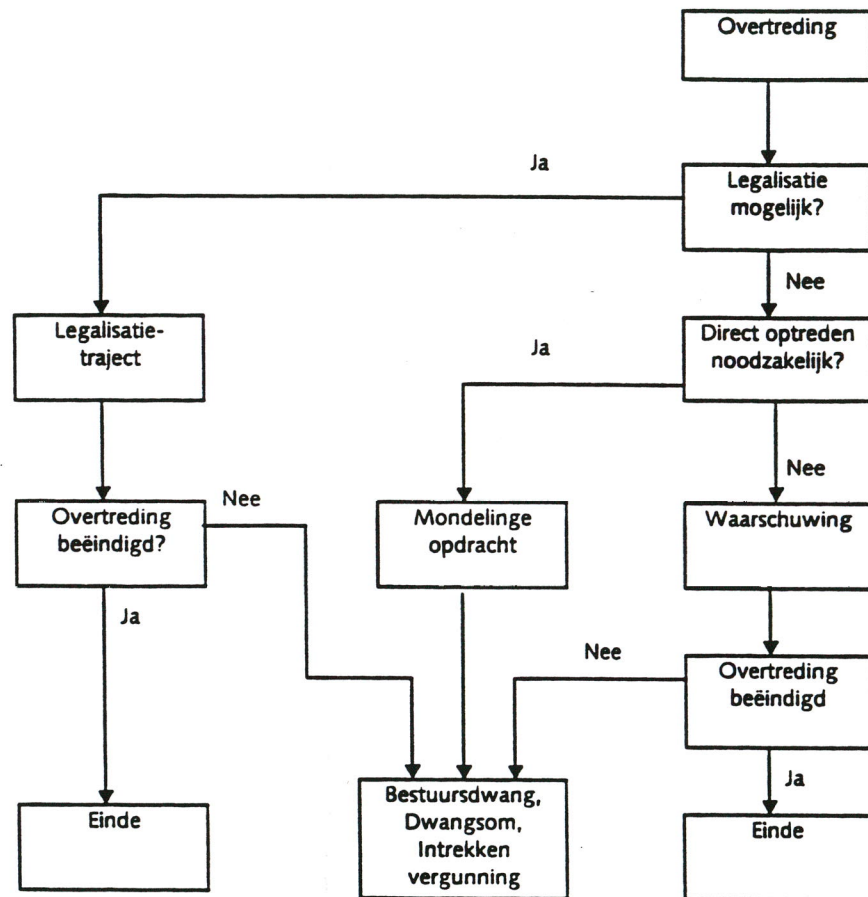 Overtreding
Ja
Legalisatie
mogelijk?
Nee
Legalisatie-
traject
Ja
Direct optreden
noodzakelijk?
Nee
Overtreding
beëindigd?
Nee
Mondelinge
opdracht
Waarschuwing
Ja
Nee
Overtreding
beëindigd
Ja
Einde
Bestuursdwang,
Dwangsom,
Intrekken
vergunning
Einde